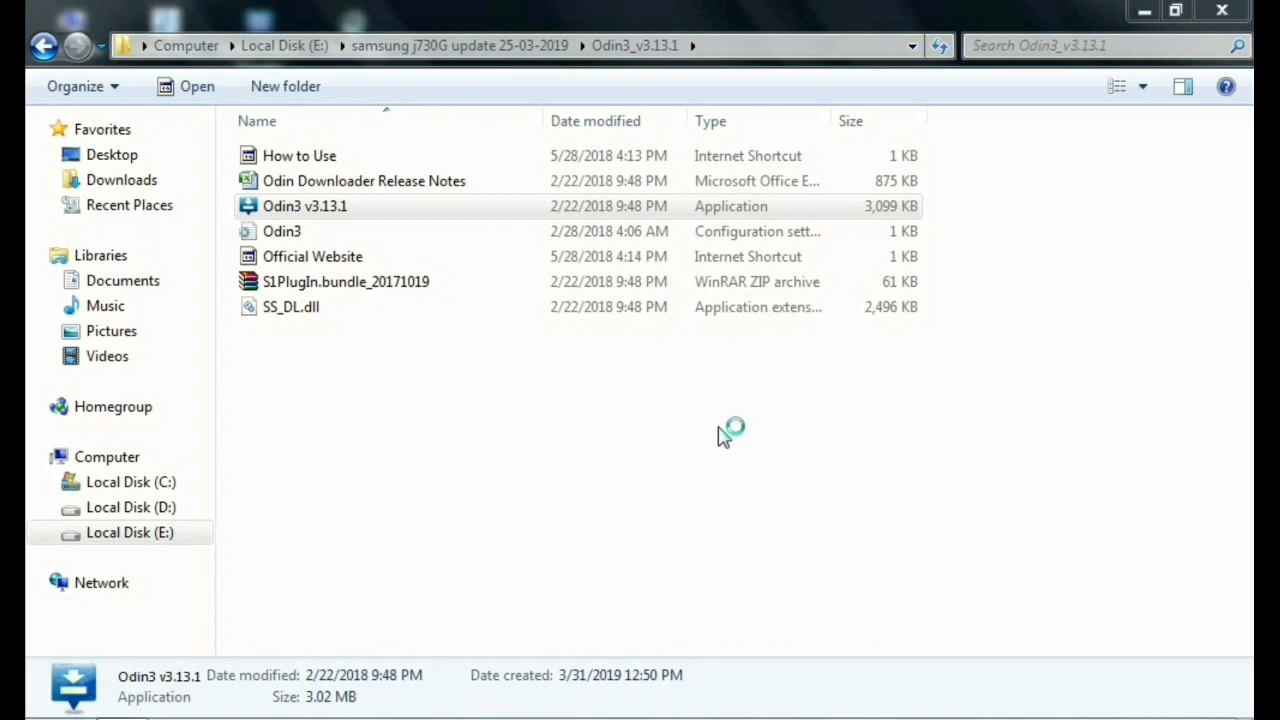 Computer Local Disk (E:) samsung j730G update 25-03-2019 Odin3_v3.13.1 Search Odin3_v3.13.1
Organize Open New folder
Name Date modified Type Size
Favorites
Desktop
Downloads
Recent Places
Libraries
Documents
Music
Pictures
Videos
Homegroup
Computer
Local Disk (C:)
Local Disk (D:)
Local Disk (E:)
Network
How to Use 5/28/2018 4:13 PM Internet Shortcut 1 KB
Odin Downloader Release Notes 2/22/2018 9:48 PM Microsoft Office E... 875 KB
Odin3 v3.13.1 2/22/2018 9:48 PM Application 3,099 KB
Odin3 2/28/2018 4:06 AM Configuration sett... 1 KB
Official Website 5/28/2018 4:14 PM Internet Shortcut 1 KB
S1PlugIn.bundle_20171019 2/22/2018 9:48 PM WinRAR ZIP archive 61 KB
SS_DL.dll 2/22/2018 9:48 PM Application extens... 2,496 KB
Odin3 v3.13.1 Date modified: 2/22/2018 9:48 PM Date created: 3/31/2019 12:50 PM
Application Size: 3.02 MB